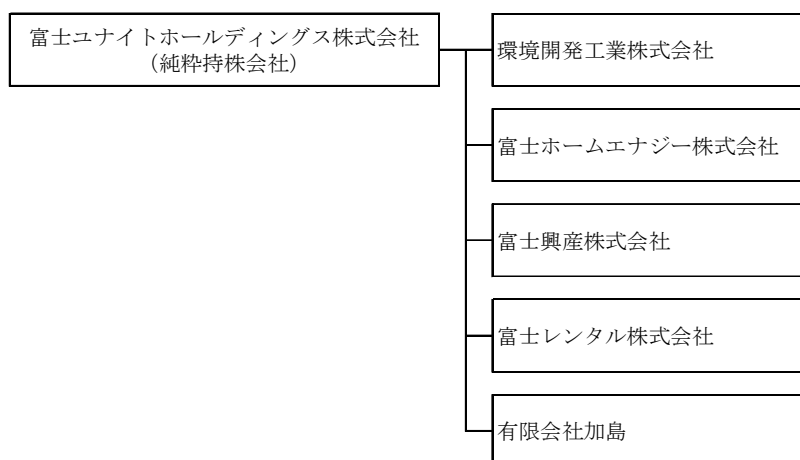 富士ユナイトホールディングス株式会社
（純粋持株会社）
環境開発工業株式会社
富士ホームエナジー株式会社
富士興産株式会社
富士レンタル株式会社
有限会社加島